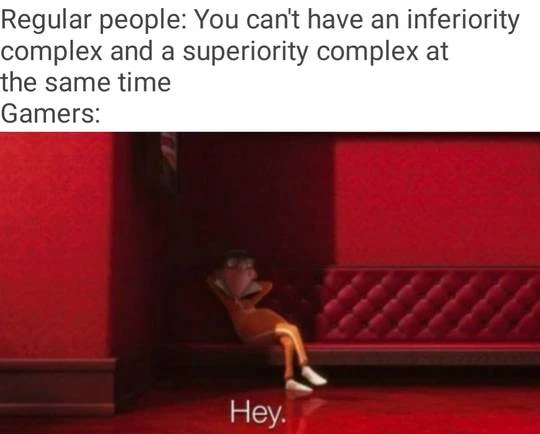 Regular people: You can't have an inferiority
complex and a superiority complex at
the same time
Gamers:
Hey.